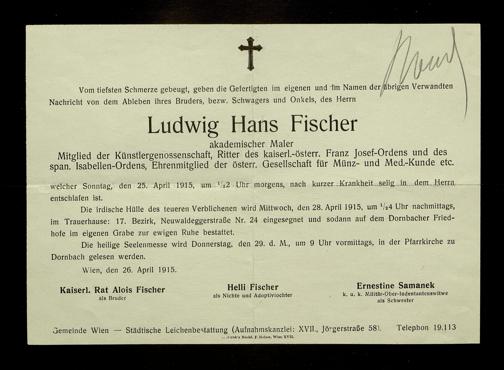 Vom tiefsten Schmerze gebeugt, geben die Gefertigten im eigenen und im Namen der übrigen Verwandten
Nachricht von dem Ableben ihres Bruders, bezw. Schwagers und Onkels, des Herrn
Ludwig Hans Fischer
akademischer Maler
Mitglied der Künstlergenossenschaft, Ritter des kaiserl.-österr. Franz Josef-Ordens und des
span. Isabellen-Ordens, Ehrenmitglied der österr. Gesellschaft für Münz- und Med.-Kunde etc.
welcher Sonntag, den 25. April 1915, um ½2 Uhr morgens, nach kurzer Krankheit selig in dem Herrn
entschlafen ist.
Die irdische Hülle des teueren Verblichenen wird Mittwoch, den 28. April 1915, um ½4 Uhr nachmittags,
im Trauerhause: 17. Bezirk, Neuwaldeggerstraße Nr. 24 eingesegnet und sodann auf dem Dornbacher Fried-
hofe im eigenen Grabe zur ewigen Ruhe bestattet.
Die heilige Seelenmesse wird Donnerstag, den 29. d. M., um 9 Uhr vormittags, in der Pfarrkirche zu
Dornbach gelesen werden.
Wien, den 26. April 1915.
Kaiserl. Rat Alois Fischer
als Bruder
Helli Fischer
als Nichte und Adoptivtochter
Ernestine Samanek
k. u. k. Militär-Ober-Intendantenswitwe
als Schwester
Gemeinde Wien — Städtische Leichenbestattung (Aufnahmskanzlei: XVII., Jörgerstraße 58). Telephon 19.113
Wien, XVII.